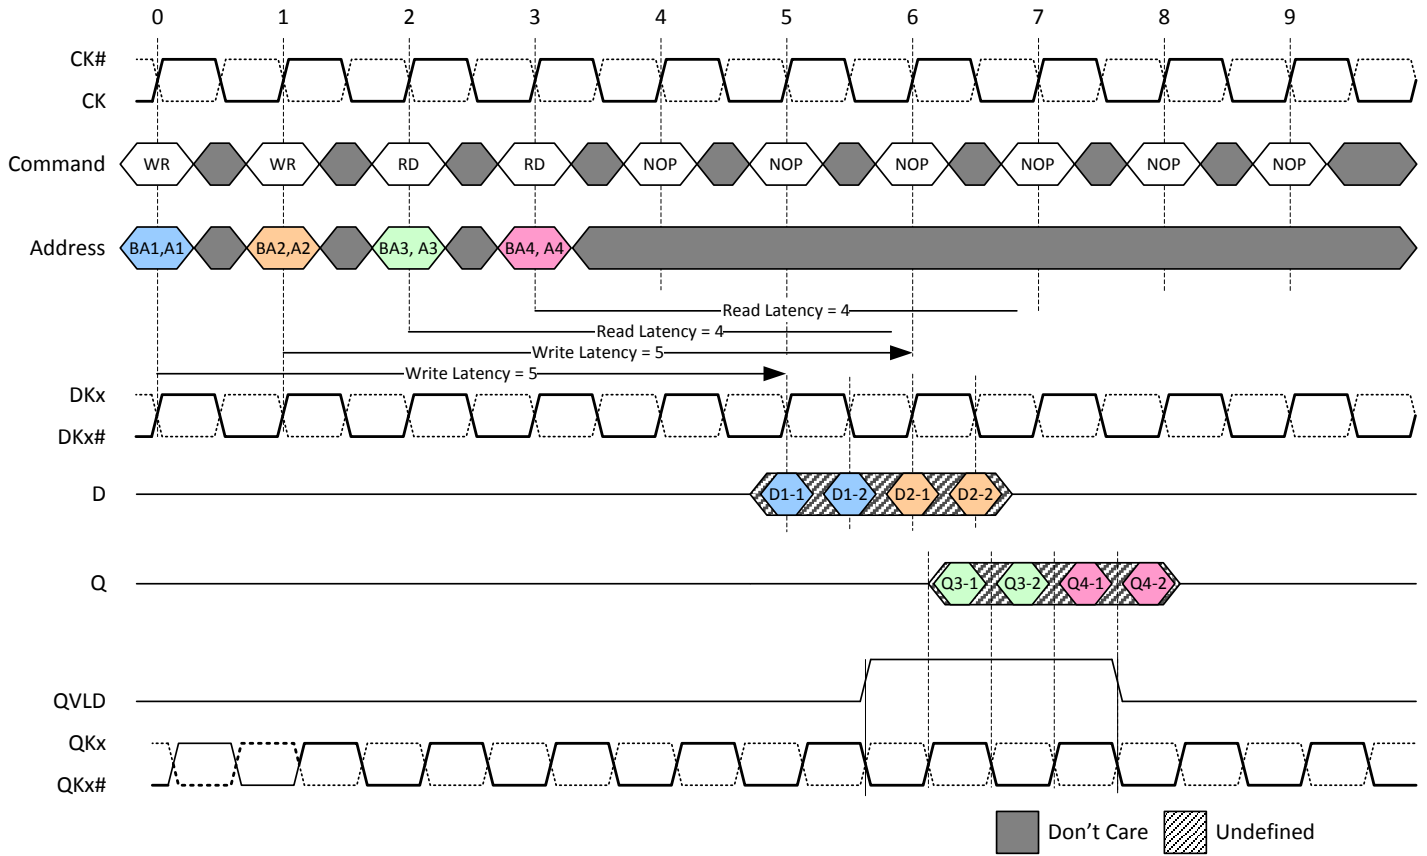 0 1 2 3 4 5 6 7 8 9
CK#
CK
Command WR WR RD RD NOP NOP NOP NOP NOP NOP
Address BA1,A1 BA2,A2 BA3, A3 BA4, A4
Read Latency = 4
Read Latency = 4
Write Latency = 5
Write Latency = 5
DKx
DKx#
D D1-1 D1-2 D2-1 D2-2
Q Q3-1 Q3-2 Q4-1 Q4-2
QVLD
QKx
QKx#
Don't Care Undefined